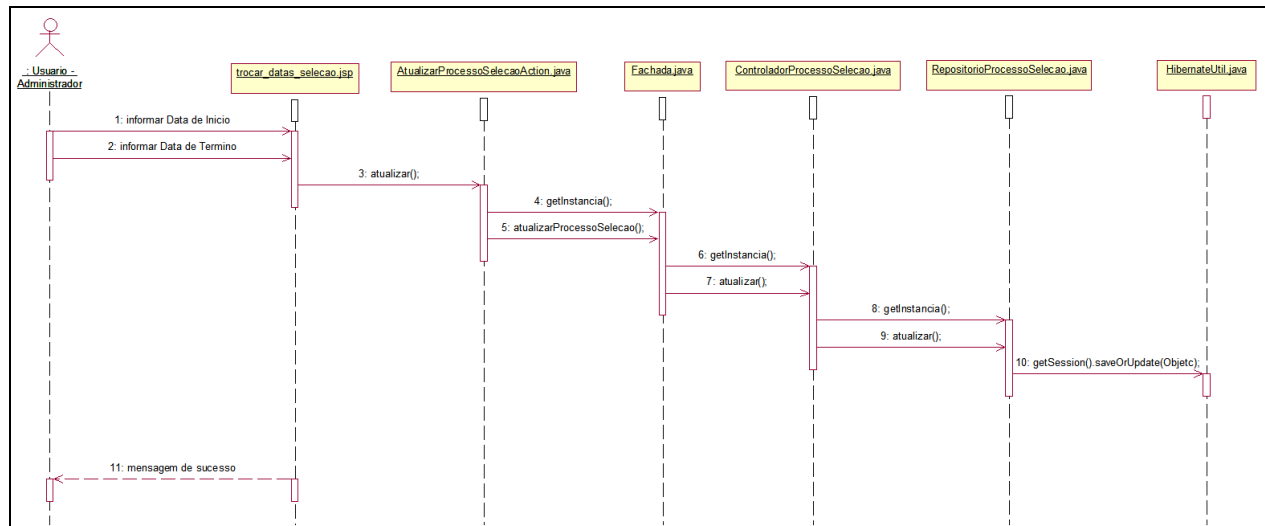 : Usuario -
Administrador
trocar_datas_selecao.jsp
AtualizarProcessoSelecaoAction.java
Fachada.java
ControladorProcessoSelecao.java
RepositorioProcessoSelecao.java
HibernateUtil.java
1: informar Data de Inicio
2: informar Data de Termino
3: atualizar();
4: getInstancia();
5: atualizarProcessoSelecao();
6: getInstancia();
7: atualizar();
8: getInstancia();
9: atualizar();
10: getSession().saveOrUpdate(Objetc);
11: mensagem de sucesso